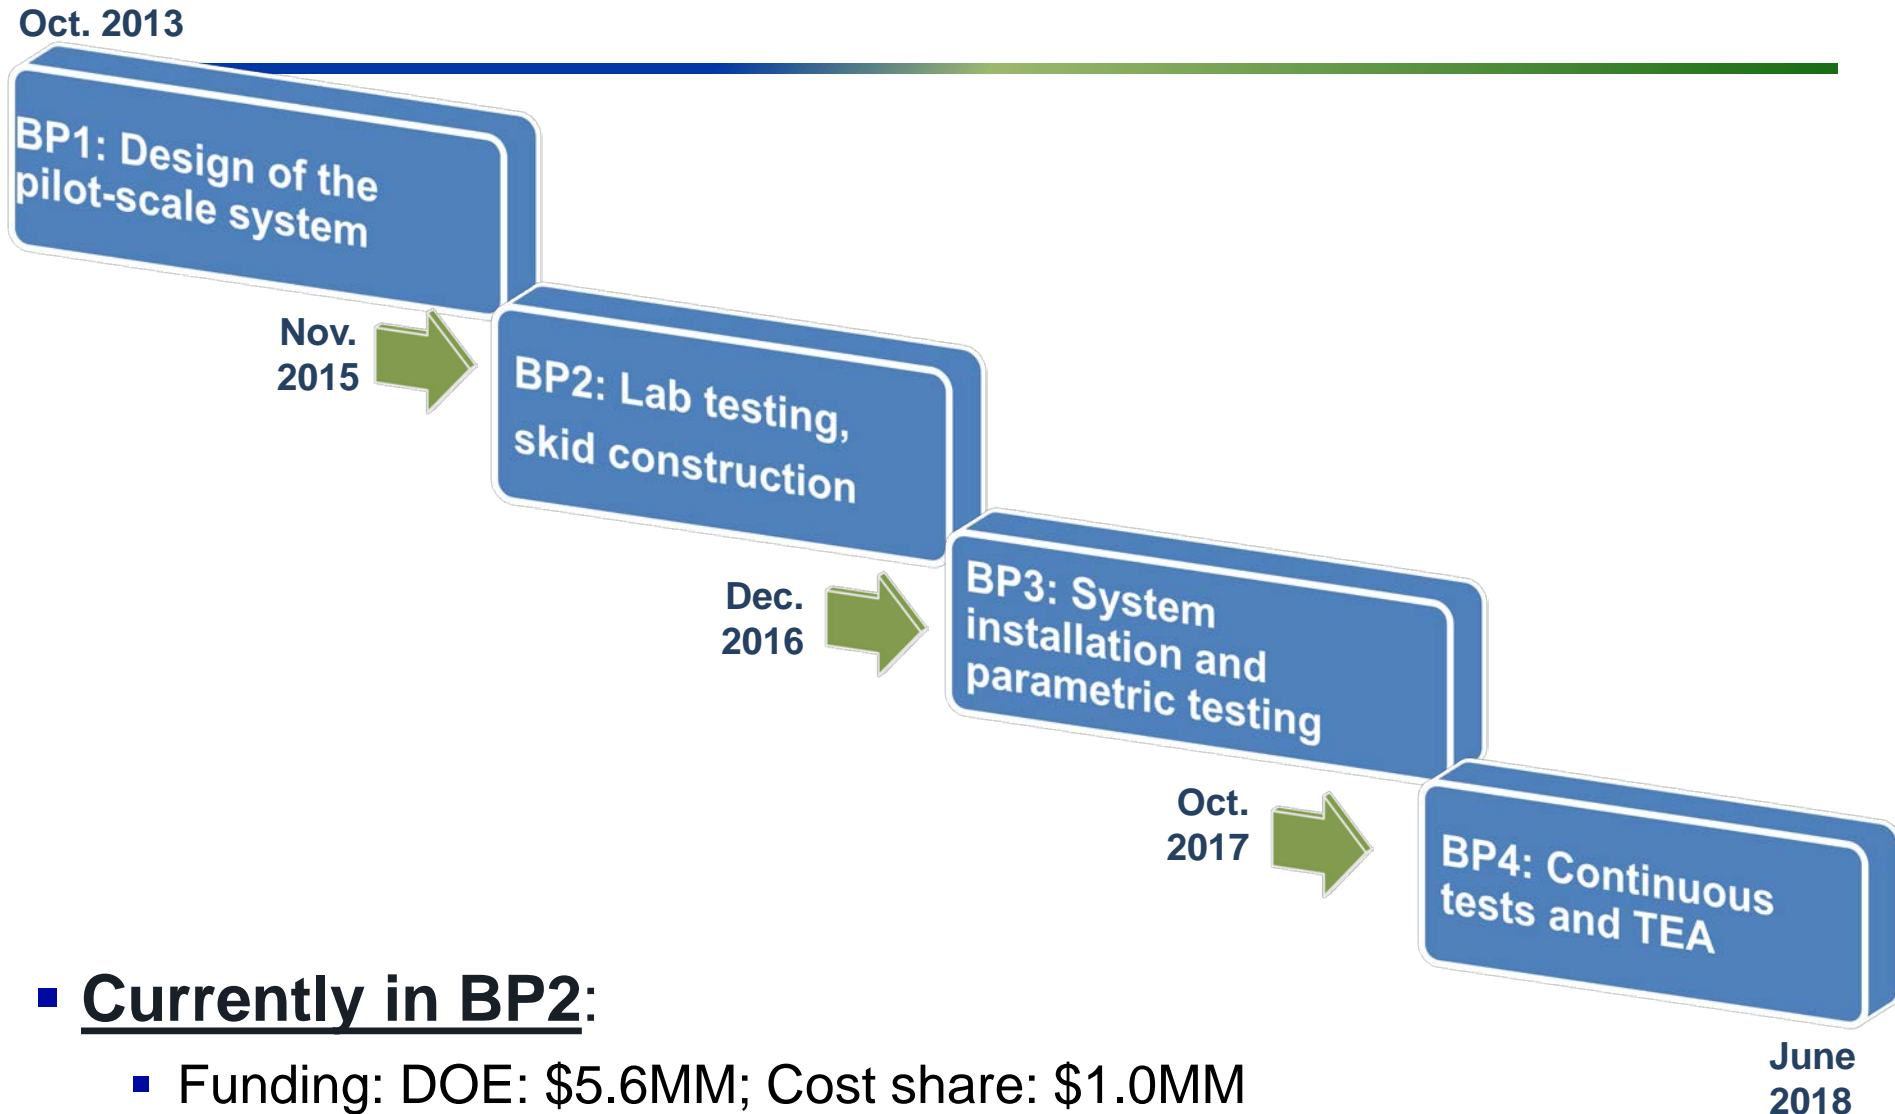 Oct. 2013
BP1: Design of the
pilot-scale system
Nov.
2015
BP2: Lab testing,
skid construction
Dec.
2016
BP3: System
installation and
parametric testing
Oct.
2017
BP4: Continuous
tests and TEA
June
2018
▪ Currently in BP2:
▪ Funding: DOE: $5.6MM; Cost share: $1.0MM